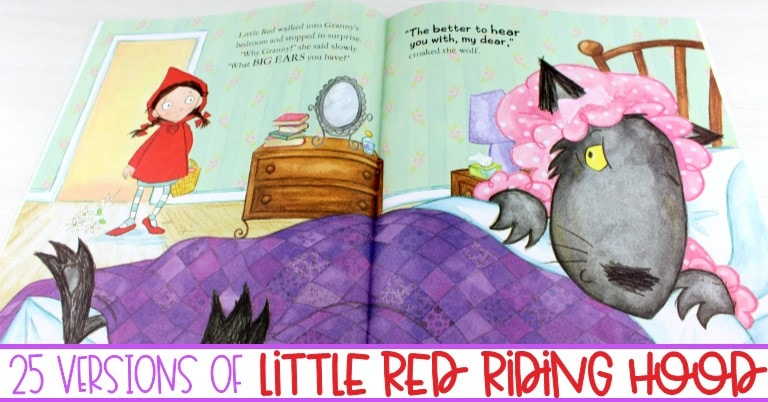 Little Red walked into Granny's
bedroom and stopped in surprise.
"Why Granny!" she said slowly.
"What BIG EARS you have!"
"The better to hear
you with, my dear,"
croaked the wolf.
25 VERSIONS OF LITTLE RED RIDING HOOD